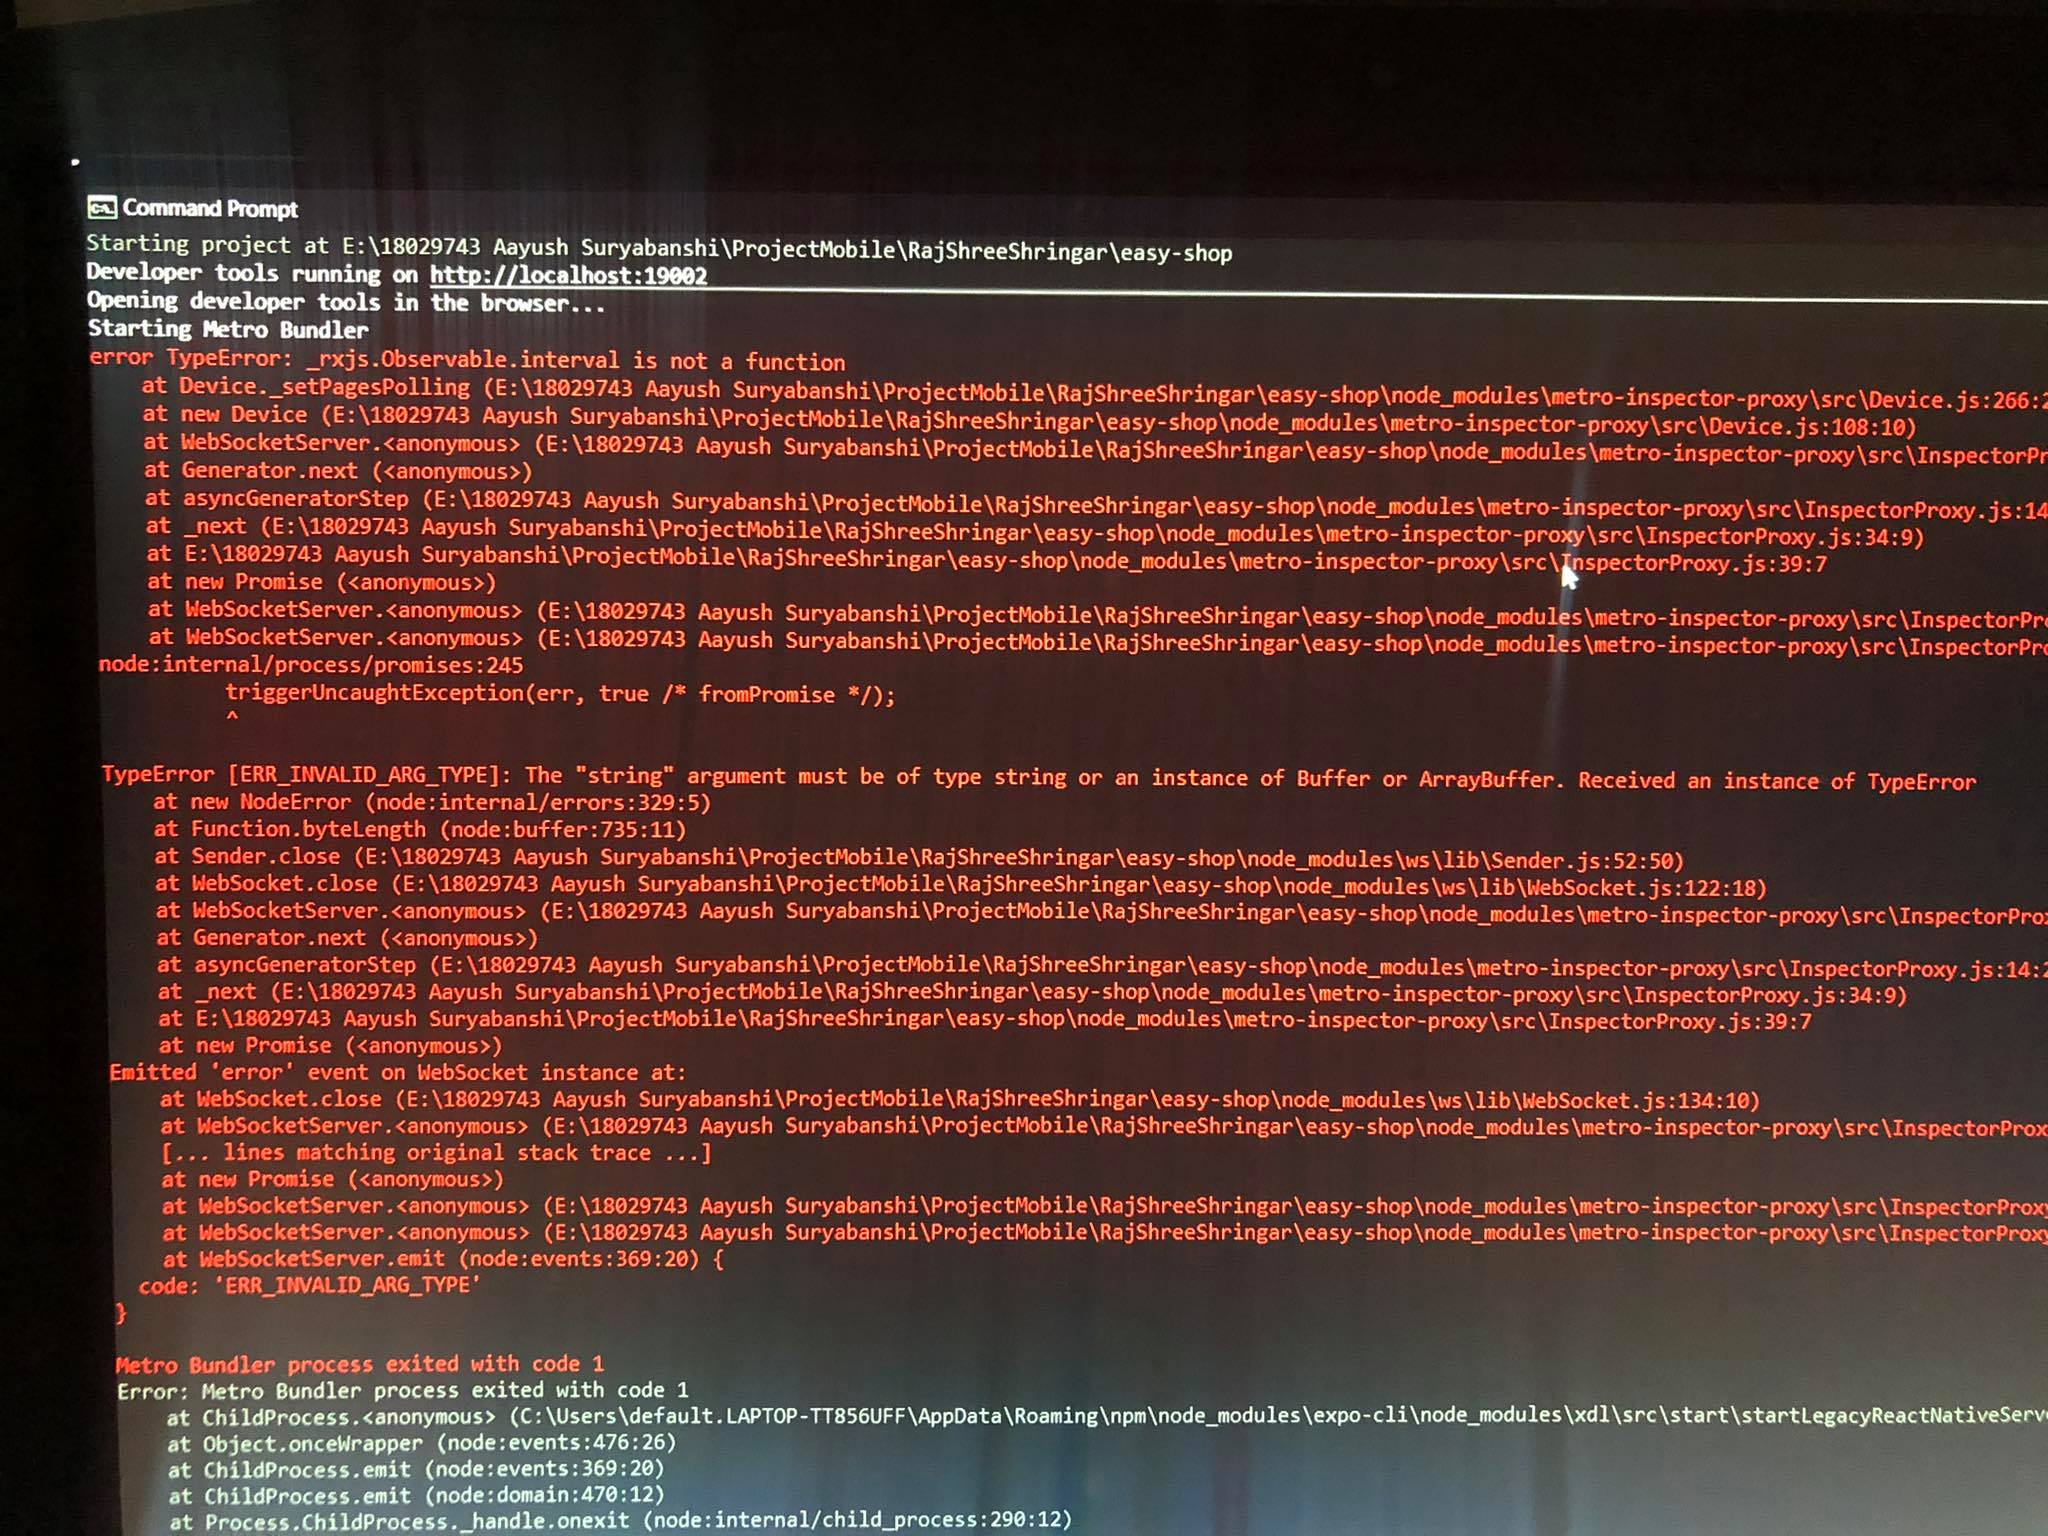 Command Prompt
Starting project at E:\18029743 Aayush Suryabanshi\ProjectMobile\RajShreeShringar\easy-shop
Developer tools running on http://localhost:19002
Opening developer tools in the browser...
Starting Metro Bundler
error TypeError: _rxjs.Observable.interval is not a function
at Device._setPagesPolling (E:\18029743 Aayush Suryabanshi\ProjectMobile\RajShreeShringar\easy-shop\node_modules\metro-inspector-proxy\src\Device.js:266:2
at new Device (E:\18029743 Aayush Suryabanshi\ProjectMobile\RajShreeShringar\easy-shop\node_modules\metro-inspector-proxy\src\Device.js:108:10)
at WebSocketServer.<anonymous> (E:\18029743 Aayush Suryabanshi\ProjectMobile\RajShreeShringar\easy-shop\node_modules\metro-inspector-proxy\src\InspectorPr
at Generator.next (<anonymous>)
at asyncGeneratorStep (E:\18029743 Aayush Suryabanshi\ProjectMobile\RajShreeShringar\easy-shop\node_modules\metro-inspector-proxy\src\InspectorProxy.js:14
at _next (E:\18029743 Aayush Suryabanshi\ProjectMobile\RajShreeShringar\easy-shop\node_modules\metro-inspector-proxy\src\InspectorProxy.js:34:9)
at E:\18029743 Aayush Suryabanshi\ProjectMobile\RajShreeShringar\easy-shop\node_modules\metro-inspector-proxy\src\InspectorProxy.js:39:7
at new Promise (<anonymous>)
at WebSocketServer.<anonymous> (E:\18029743 Aayush Suryabanshi\ProjectMobile\RajShreeShringar\easy-shop\node_modules\metro-inspector-proxy\src\InspectorPr
at WebSocketServer.<anonymous> (E:\18029743 Aayush Suryabanshi\ProjectMobile\RajShreeShringar\easy-shop\node_modules\metro-inspector-proxy\src\InspectorPro
node:internal/process/promises:245
triggerUncaughtException(err, true /* fromPromise */);
^
TypeError [ERR_INVALID_ARG_TYPE]: The "string" argument must be of type string or an instance of Buffer or ArrayBuffer. Received an instance of TypeError
at new NodeError (node:internal/errors:329:5)
at Function.byteLength (node:buffer:735:11)
at Sender.close (E:\18029743 Aayush Suryabanshi\ProjectMobile\RajShreeShringar\easy-shop\node_modules\ws\lib\Sender.js:52:50)
at WebSocket.close (E:\18029743 Aayush Suryabanshi\ProjectMobile\RajShreeShringar\easy-shop\node_modules\ws\lib\WebSocket.js:122:18)
at WebSocketServer.<anonymous> (E:\18029743 Aayush Suryabanshi\ProjectMobile\RajShreeShringar\easy-shop\node_modules\metro-inspector-proxy\src\InspectorProx
at Generator.next (<anonymous>)
at asyncGeneratorStep (E:\18029743 Aayush Suryabanshi\ProjectMobile\RajShreeShringar\easy-shop\node_modules\metro-inspector-proxy\src\InspectorProxy.js:14:2
at _next (E:\18029743 Aayush Suryabanshi\ProjectMobile\RajShreeShringar\easy-shop\node_modules\metro-inspector-proxy\src\InspectorProxy.js:34:9)
at E:\18029743 Aayush Suryabanshi\ProjectMobile\RajShreeShringar\easy-shop\node_modules\metro-inspector-proxy\src\InspectorProxy.js:39:7
at new Promise (<anonymous>)
Emitted 'error' event on WebSocket instance at:
at WebSocket.close (E:\18029743 Aayush Suryabanshi\ProjectMobile\RajShreeShringar\easy-shop\node_modules\ws\lib\WebSocket.js:134:10)
at WebSocketServer.<anonymous> (E:\18029743 Aayush Suryabanshi\ProjectMobile\RajShreeShringar\easy-shop\node_modules\metro-inspector-proxy\src\InspectorProx
[... lines matching original stack trace ...]
at new Promise (<anonymous>)
at WebSocketServer.<anonymous> (E:\18029743 Aayush Suryabanshi\ProjectMobile\RajShreeShringar\easy-shop\node_modules\metro-inspector-proxy\src\InspectorProxy
at WebSocketServer.<anonymous> (E:\18029743 Aayush Suryabanshi\ProjectMobile\RajShreeShringar\easy-shop\node_modules\metro-inspector-proxy\src\InspectorProxy
at WebSocketServer.emit (node:events:369:20) {
code: 'ERR_INVALID_ARG_TYPE'
}
Metro Bundler process exited with code 1
Error: Metro Bundler process exited with code 1
at ChildProcess.<anonymous> (C:\Users\default.LAPTOP-TT856UFF\AppData\Roaming\npm\node_modules\expo-cli\node_modules\xdl\src\start\startLegacyReactNativeServ
at Object.onceWrapper (node:events:476:26)
at ChildProcess.emit (node:events:369:20)
at ChildProcess.emit (node:domain:470:12)
at Process.ChildProcess._handle.onexit (node:internal/child_process:290:12)